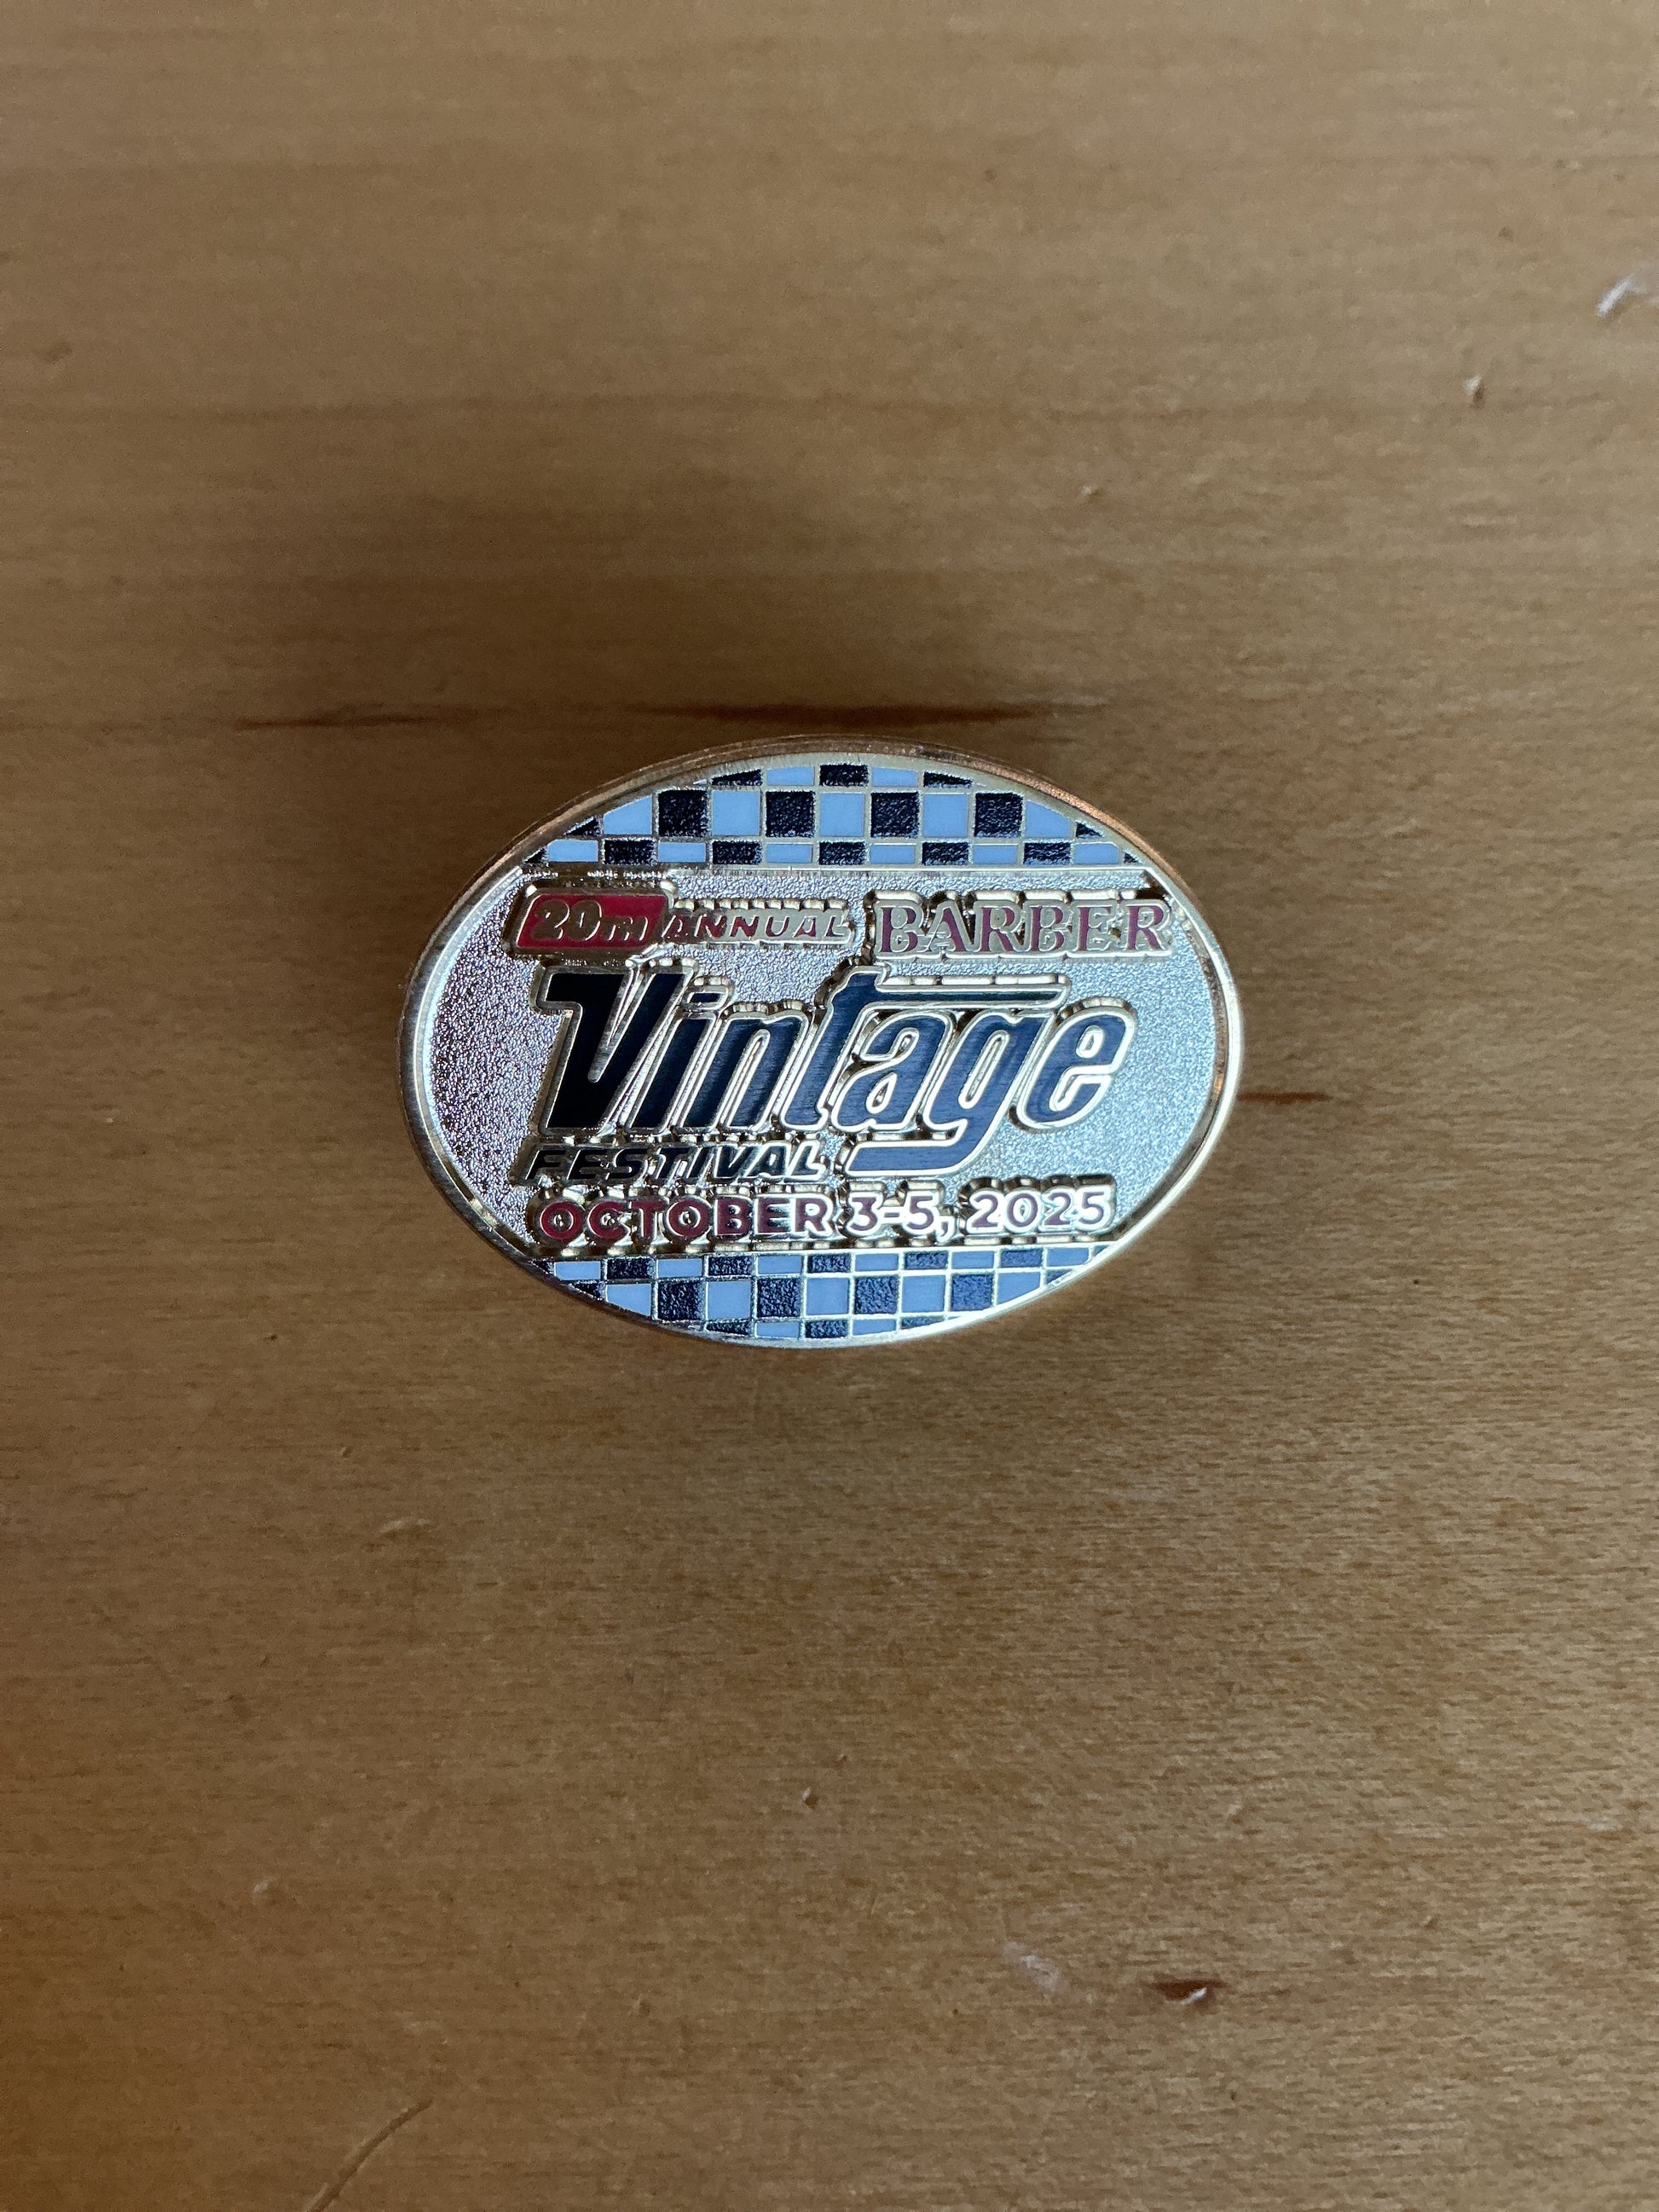 20TH ANNUAL BARBER
Vintage
FESTIVAL
OCTOBER 3-5, 2025